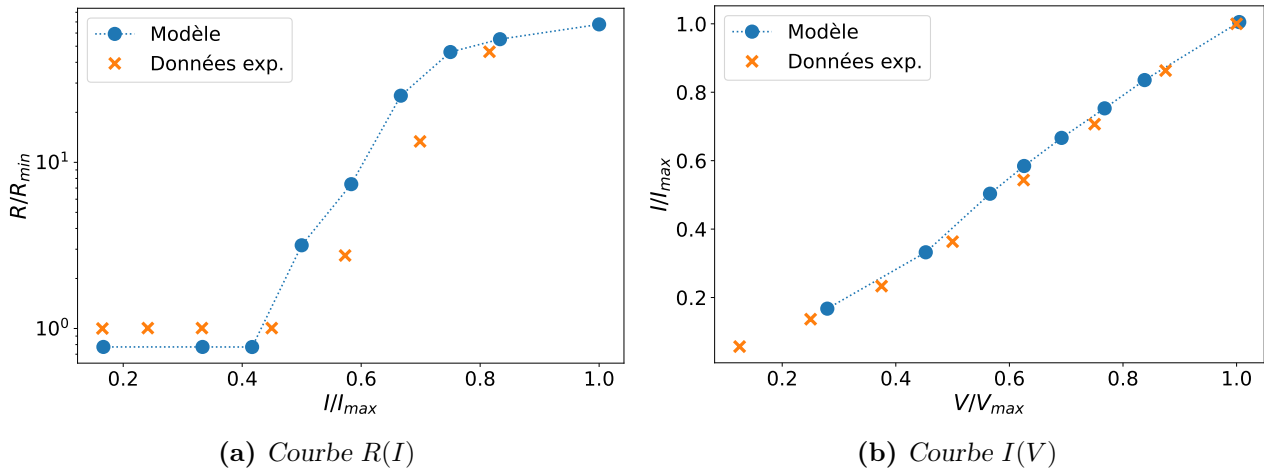 Modèle
Données exp.
R/R_min
10^1
10^0
0.2 0.4 0.6 0.8 1.0
I/I_max
(a) Courbe R(I)
Modèle
Données exp.
I/I_max
1.0
0.8
0.6
0.4
0.2
0.2 0.4 0.6 0.8 1.0
V/V_max
(b) Courbe I(V)